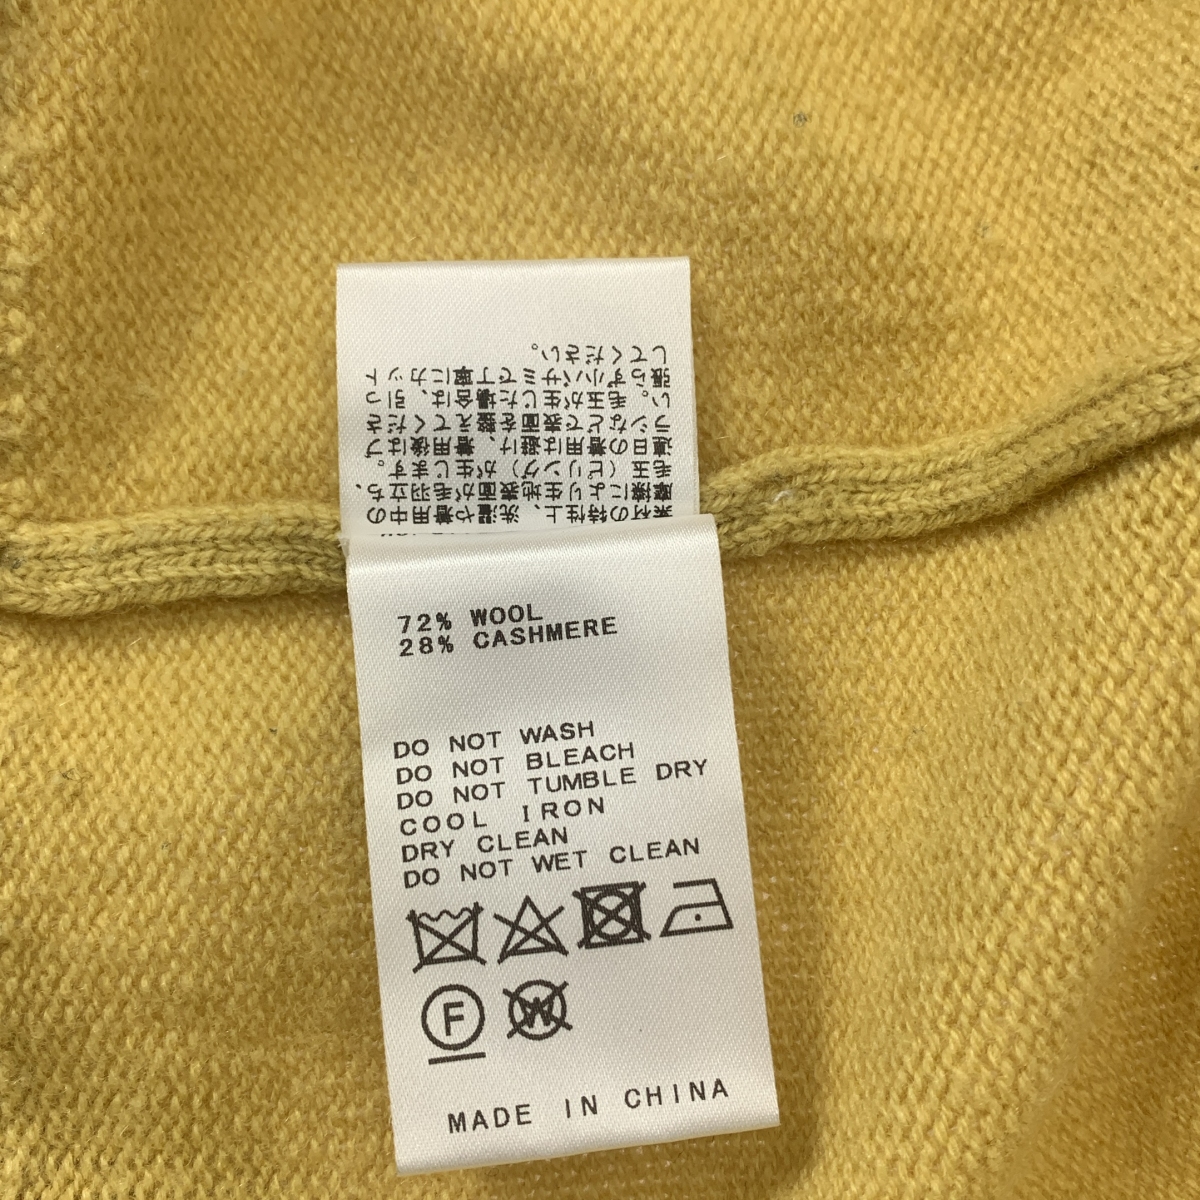 素材の特性上、洗濯や着用中の
摩擦により生地表面が毛羽立ち、
毛玉（ピリング）が生じます。
連日の着用は避け、着用後はブ
ラシなどで表面を整えてくださ
い。毛玉が生じた場合は、引っ
張らず小バサミで丁寧にカット
してください。
72% WOOL
28% CASHMERE
DO NOT WASH
DO NOT BLEACH
DO NOT TUMBLE DRY
COOL IRON
DRY CLEAN
DO NOT WET CLEAN
F W
MADE IN CHINA